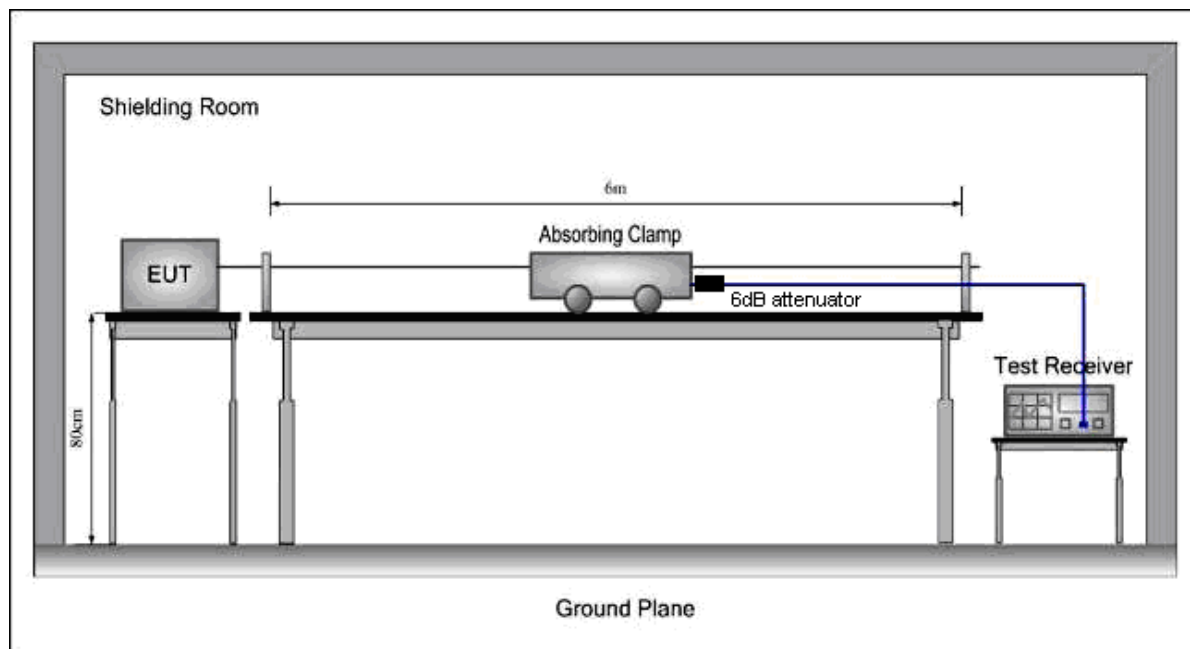 Shielding Room
6m
Absorbing Clamp
EUT
6dB attenuator
Test Receiver
80cm
Ground Plane